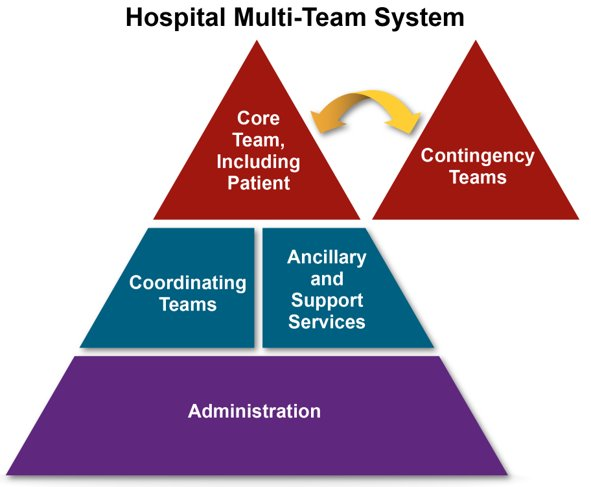 Hospital Multi-Team System
Core
Team,
Including
Patient
Contingency
Teams
Coordinating
Teams
Ancillary
and
Support
Services
Administration